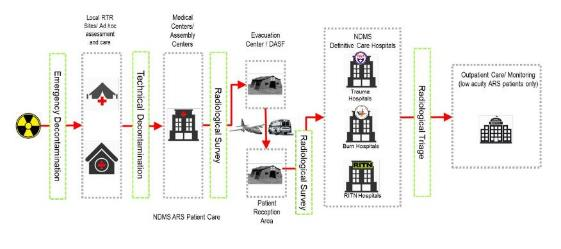 Local RTR
Sites/ Ad hoc
assessment
and care
Medical
Centers/
Assembly
Centers
Evacuation
Center / DASF
NDMS
Definitive Care Hospitals
Outpatient Care/ Monitoring
(low acuity ARS patients only)
Emergency Decontamination
Technical Decontamination
Radiological Survey
Radiological Survey
Radiological Triage
Trauma
Hospitals
Burn Hospitals
RITN
RITN Hospitals
Patient
Reception
Area
NDMS ARS Patient Care